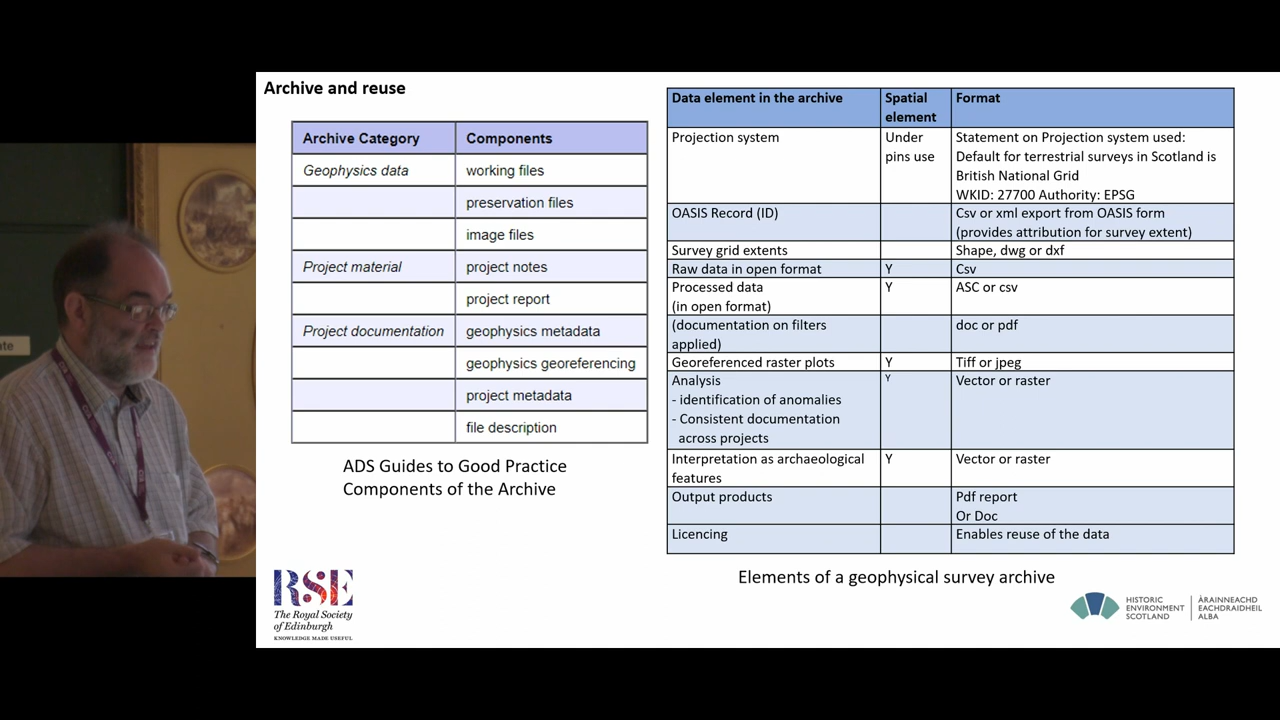 Archive and reuse
Archive Category Components
Geophysics data working files
preservation files
image files
Project material project notes
project report
Project documentation geophysics metadata
geophysics georeferencing
project metadata
file description
ADS Guides to Good Practice
Components of the Archive
Data element in the archive Spatial element Format
Projection system Under pins use Statement on Projection system used:
Default for terrestrial surveys in Scotland is
British National Grid
WKID: 27700 Authority: EPSG
OASIS Record (ID) Csv or xml export from OASIS form
(provides attribution for survey extent)
Survey grid extents Shape, dwg or dxf
Raw data in open format Y Csv
Processed data Y ASC or csv
(in open format)
(documentation on filters doc or pdf
applied)
Georeferenced raster plots Y Tiff or jpeg
Analysis Y Vector or raster
- identification of anomalies
- Consistent documentation
across projects
Interpretation as archaeological Y Vector or raster
features
Output products Pdf report
Or Doc
Licencing Enables reuse of the data
Elements of a geophysical survey archive
RSE
The Royal Society
of Edinburgh
KNOWLEDGE MADE USEFUL
HISTORIC
ENVIRONMENT
SCOTLAND
ÀRAINNEACHD
EACHDRAIDHEIL
ALBA